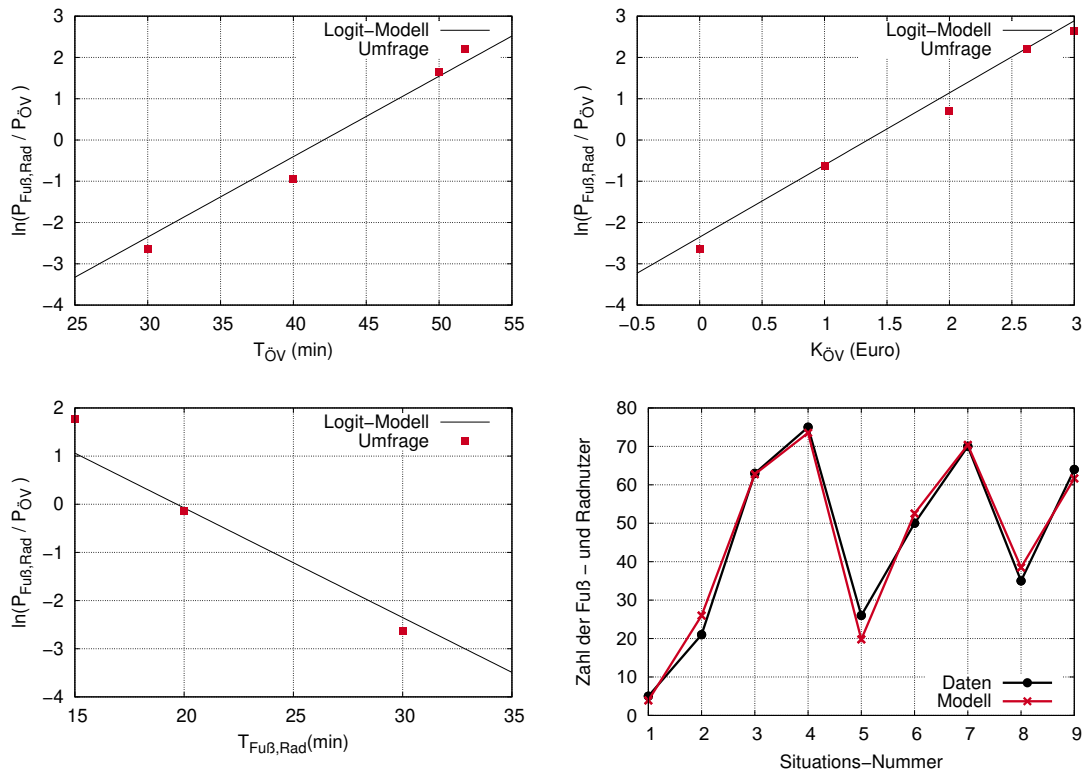 ln(P_Fuß,Rad / P_ÖV)
3
2
1
0
−1
−2
−3
−4
Logit−Modell
Umfrage
25 30 35 40 45 50 55
T_ÖV (min)
ln(P_Fuß,Rad / P_ÖV)
3
2
1
0
−1
−2
−3
−4
Logit−Modell
Umfrage
−0.5 0 0.5 1 1.5 2 2.5 3
K_ÖV (Euro)
ln(P_Fuß,Rad / P_ÖV)
2
1
0
−1
−2
−3
−4
Logit−Modell
Umfrage
15 20 25 30 35
T_Fuß,Rad(min)
Zahl der Fuß − und Radnutzer
80
70
60
50
40
30
20
10
0
Daten
Modell
1 2 3 4 5 6 7 8 9
Situations−Nummer